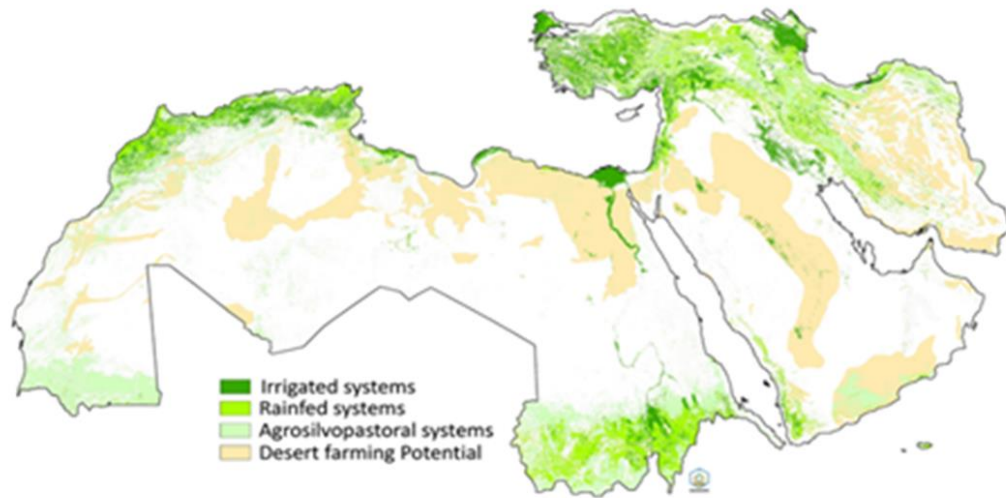 Irrigated systems
Rainfed systems
Agrosilvopastoral systems
Desert farming Potential